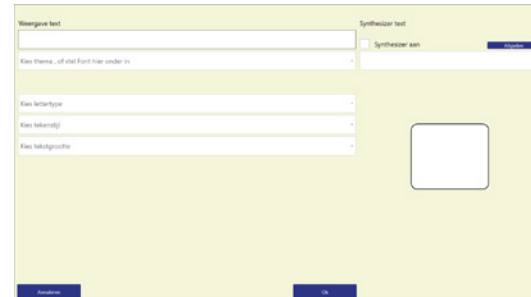 Weergave text
Synthesizer text
Synthesizer aan
Afspelen
Kies thema , of stel Font hier onder in
Kies lettertype
Kies tekenstijl
Kies tekstgrootte
Annuleren
Ok